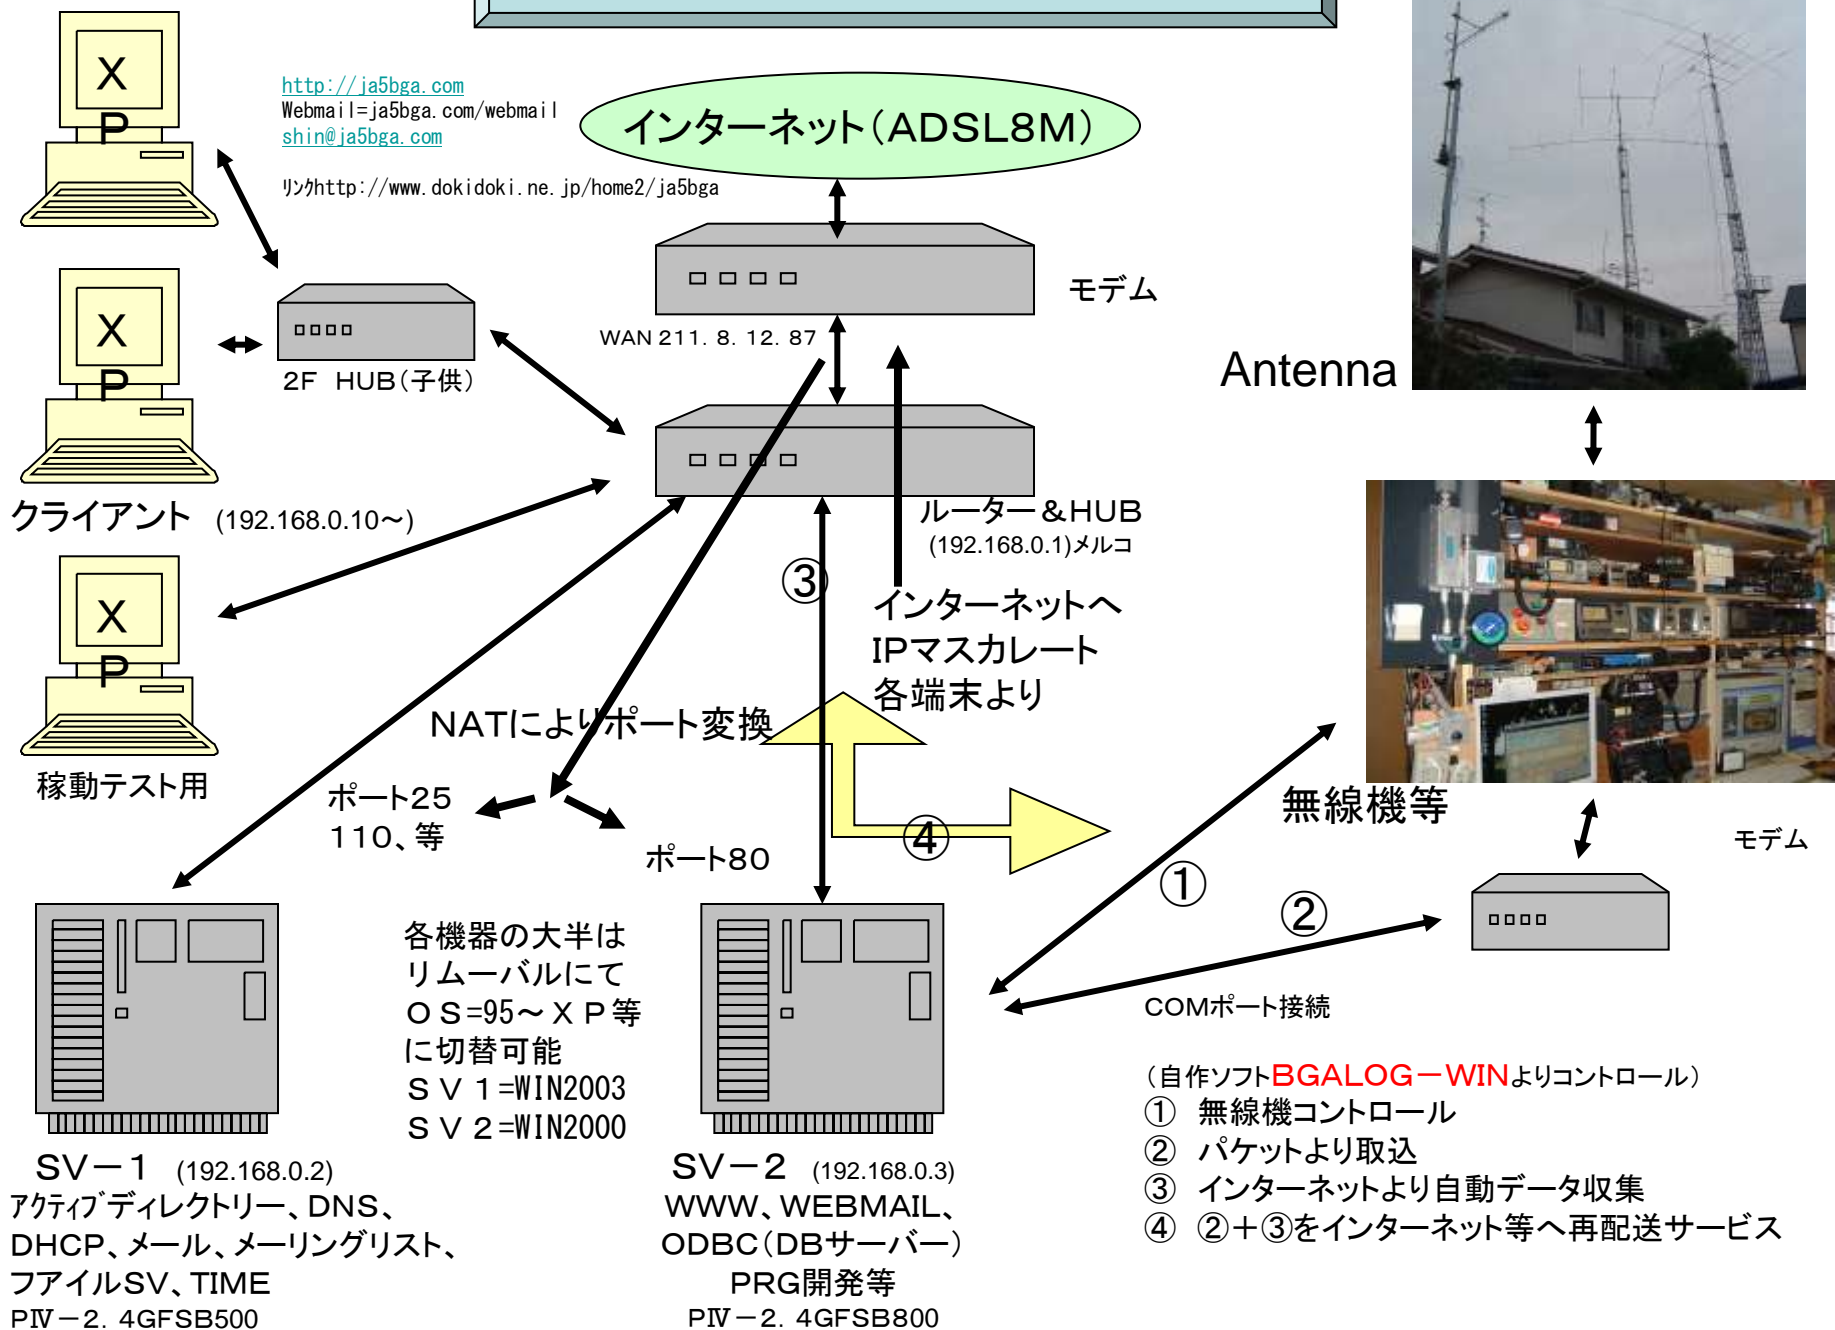 X
P
http://ja5bga.com
Webmail=ja5bga.com/webmail
shin@ja5bga.com
ﾘﾝｸhttp://www.dokidoki.ne.jp/home2/ja5bga
インターネット(ADSL8M)
モデム
WAN 211. 8. 12. 87
X
P
2F HUB(子供)
Antenna
クライアント (192.168.0.10～)
ルーター＆HUB
(192.168.0.1)メルコ
X
P
③
インターネットへ
IPマスカレート
各端末より
NATによりポート変換
稼動テスト用
ポート25
110、等
ポート80
④
無線機等
モデム
①
②
各機器の大半は
リムーバルにて
OS=95～XP等
に切替可能
SV1=WIN2003
SV2=WIN2000
COMポート接続
(自作ソフトBGALOG－WINよりコントロール)
① 無線機コントロール
② パケットより取込
③ インターネットより自動データ収集
④ ②＋③をインターネット等へ再配送サービス
SV－1 (192.168.0.2)
ｱｸﾃｨﾌﾞディレクトリー、DNS、
DHCP、メール、メーリングリスト、
フアイルSV、TIME
PⅣ－2. 4GFSB500
SV－2 (192.168.0.3)
WWW、WEBMAIL、
ODBC(DBサーバー)
PRG開発等
PⅣ－2. 4GFSB800